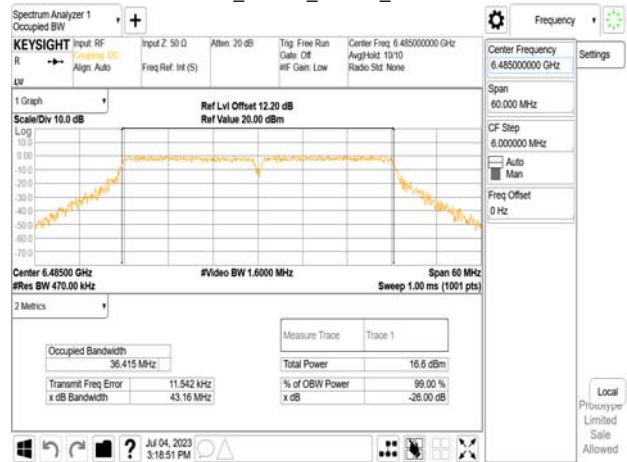 Spectrum Analyzer 1
Occupied BW
Frequency
KEYSIGHT
R
Input: RF
Coupling: DC
Align: Auto
Input Z: 50 Ω
Freq Ref: Int (S)
Atten: 20 dB
Trig: Free Run
Gate: Off
#IF Gain: Low
Center Freq: 6.485000000 GHz
Avg|Hold: 10/10
Radio Std: None
1 Graph
Scale/Div 10.0 dB
Ref Lvl Offset 12.20 dB
Ref Value 20.00 dBm
Log
10.0
0.00
-10.0
-20.0
-30.0
-40.0
-50.0
-60.0
-70.0
Center 6.48500 GHz
#Res BW 470.00 kHz
#Video BW 1.6000 MHz
Span 60 MHz
Sweep 1.00 ms (1001 pts)
2 Metrics
Measure Trace
Trace 1
Occupied Bandwidth
36.415 MHz
Total Power
16.6 dBm
Transmit Freq Error
11.542 kHz
% of OBW Power
99.00 %
x dB Bandwidth
43.16 MHz
x dB
-26.00 dB
Jul 04, 2023
3:18:51 PM
Center Frequency
6.485000000 GHz
Settings
Span
60.000 MHz
CF Step
6.000000 MHz
Auto
Man
Freq Offset
0 Hz
Local
Prototype
Limited
Sale
Allowed